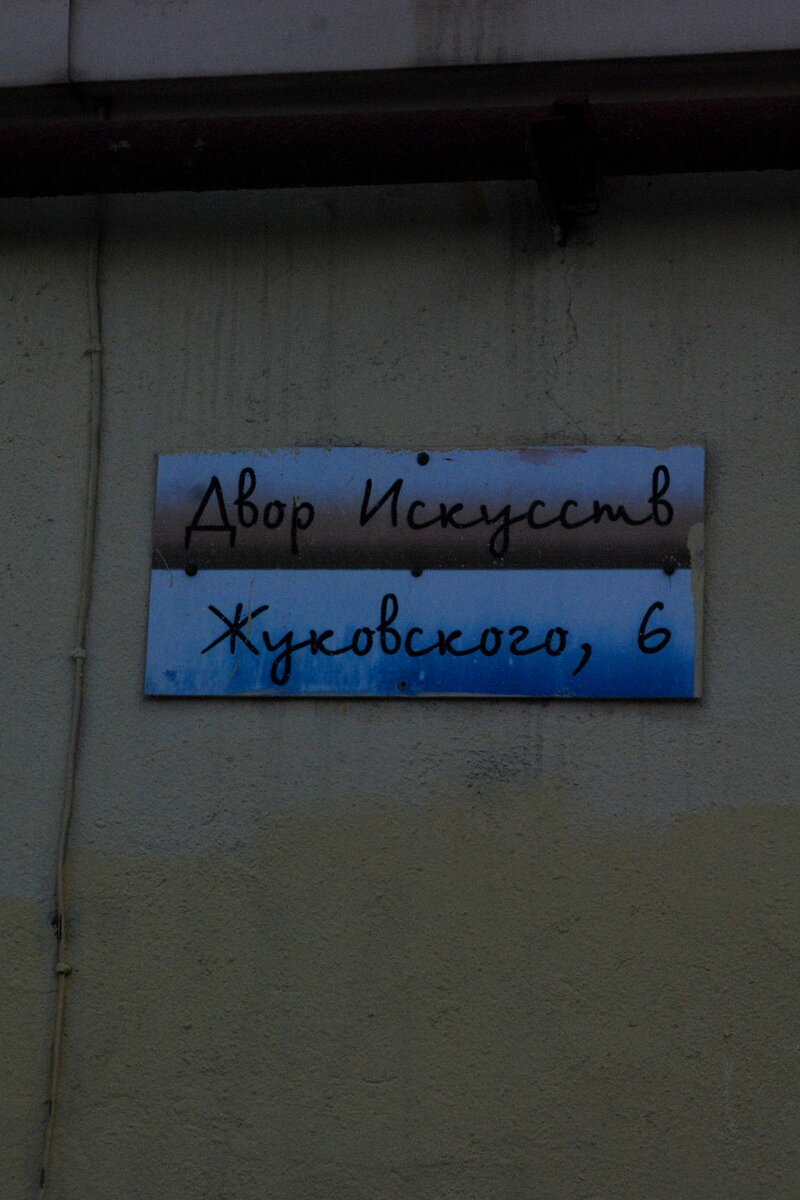 Двор Искусств
Жуковского, 6